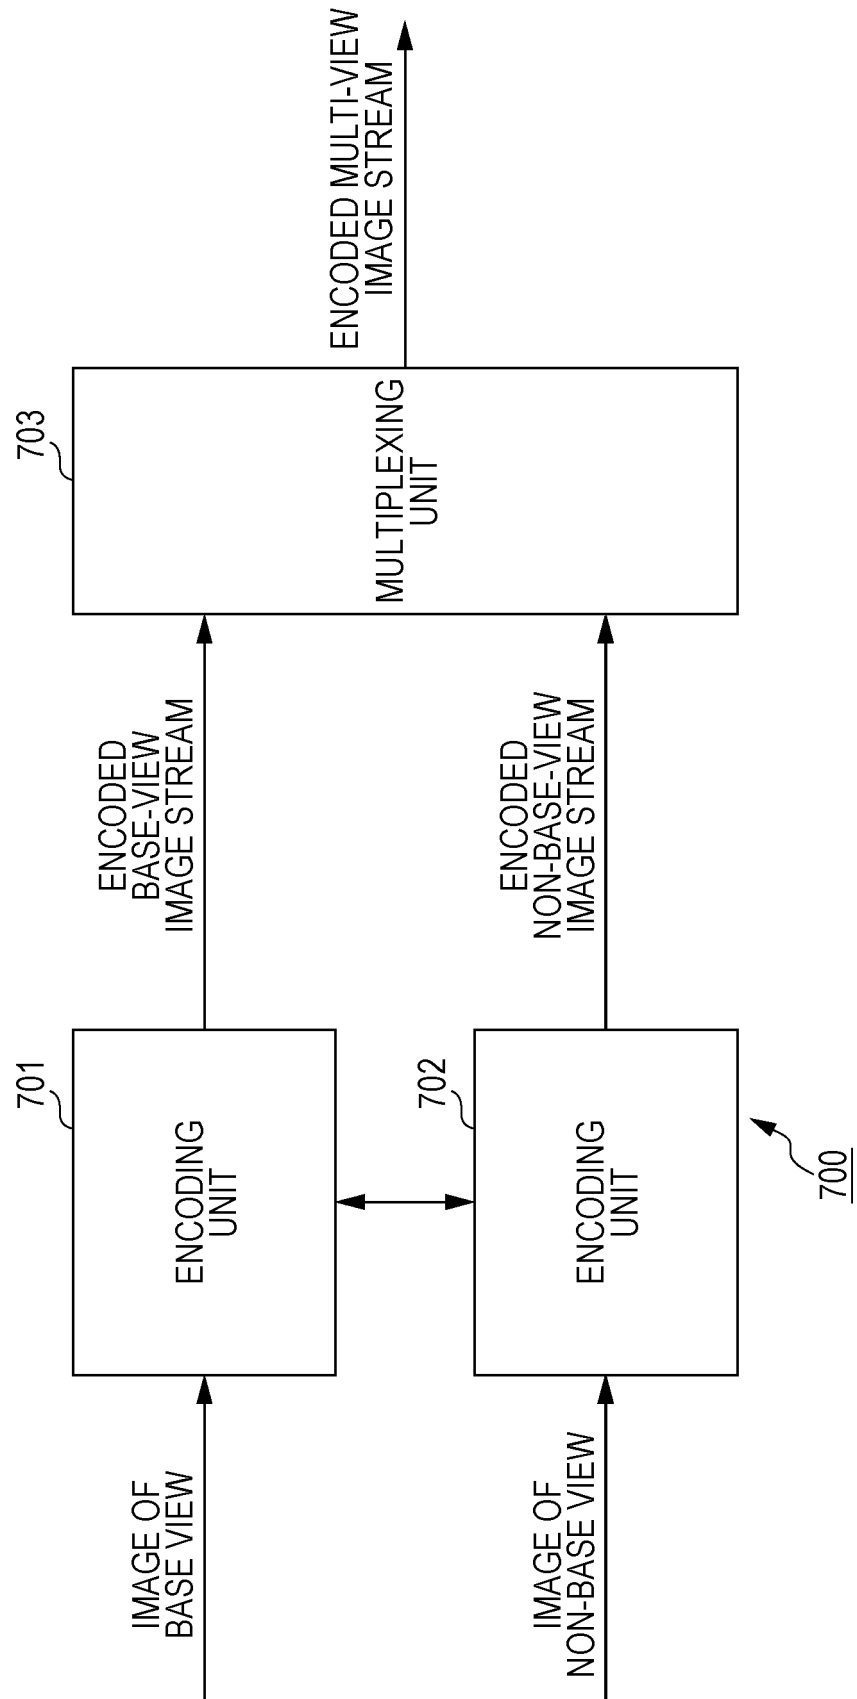 IMAGE OF
BASE VIEW
701
ENCODING
UNIT
ENCODED
BASE-VIEW
IMAGE STREAM
703
MULTIPLEXING
UNIT
ENCODED MULTI-VIEW
IMAGE STREAM
IMAGE OF
NON-BASE VIEW
702
ENCODING
UNIT
ENCODED
NON-BASE-VIEW
IMAGE STREAM
700